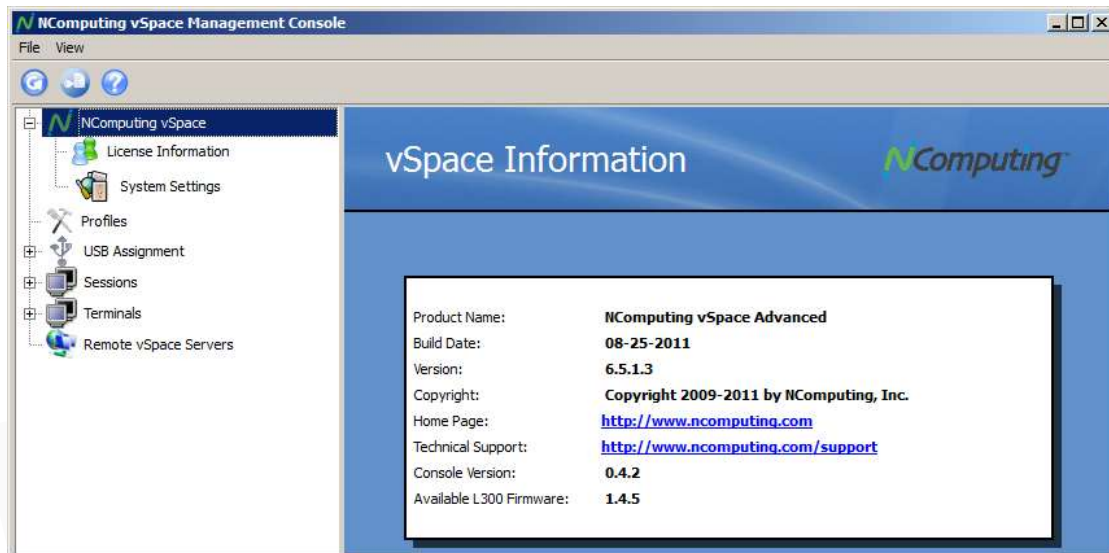 NComputing vSpace Management Console
File View
NComputing vSpace
License Information
System Settings
Profiles
USB Assignment
Sessions
Terminals
Remote vSpace Servers
vSpace Information
NComputing
Product Name: NComputing vSpace Advanced
Build Date: 08-25-2011
Version: 6.5.1.3
Copyright: Copyright 2009-2011 by NComputing, Inc.
Home Page: http://www.ncomputing.com
Technical Support: http://www.ncomputing.com/support
Console Version: 0.4.2
Available L300 Firmware: 1.4.5